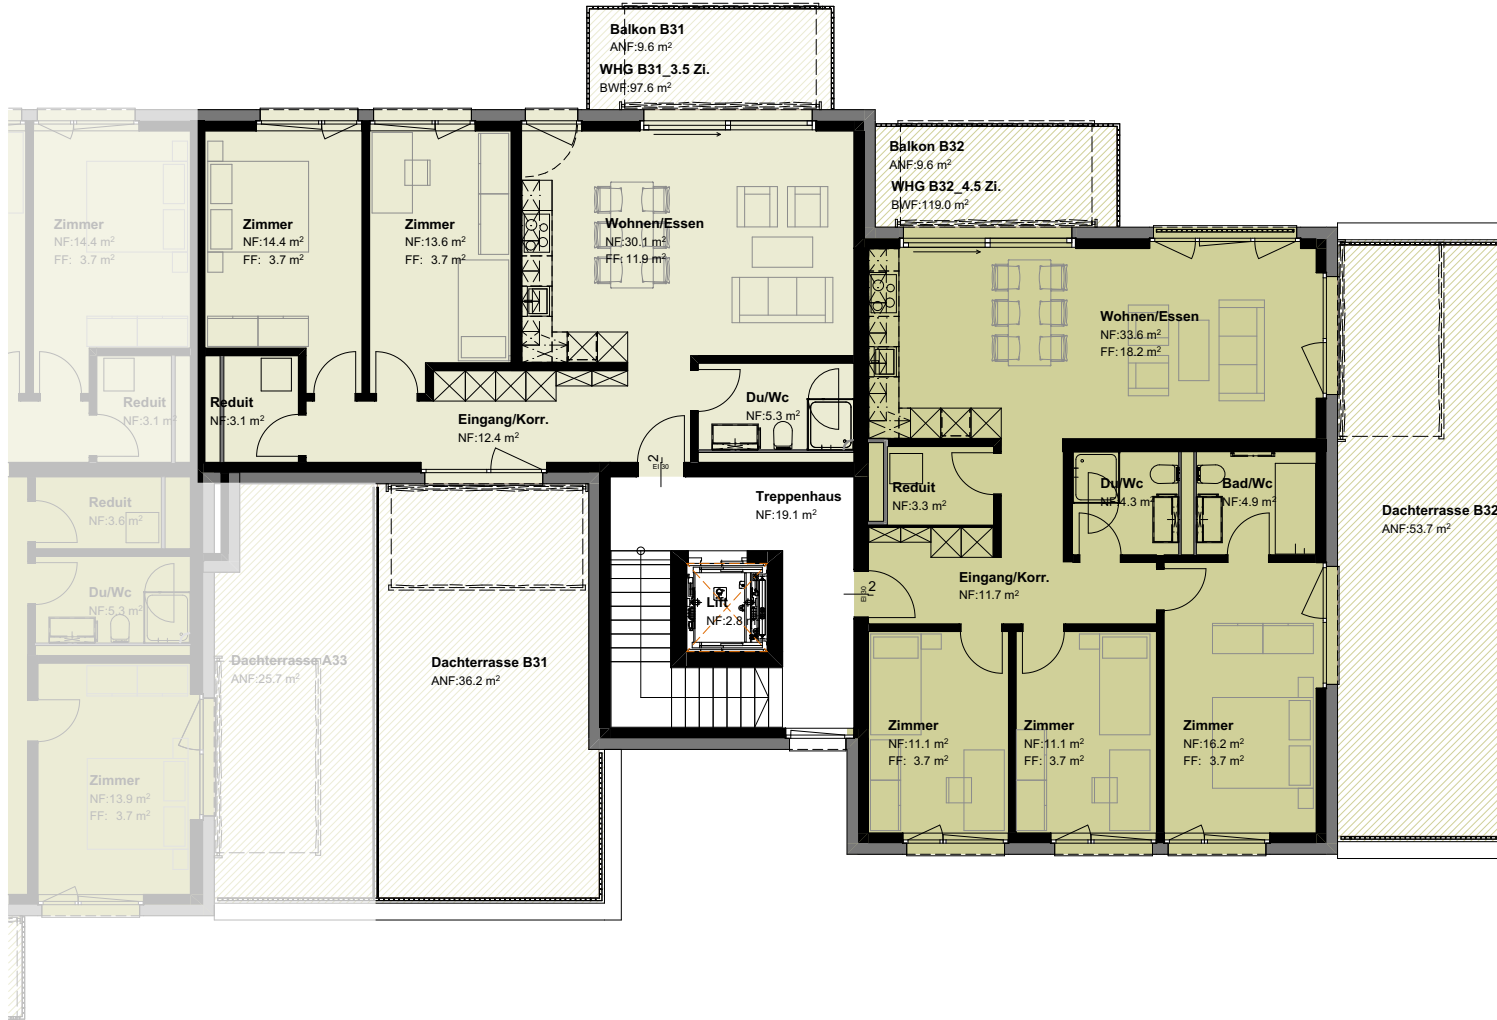 Balkon B31
ANF:9.6 m²
WHG B31_3.5 Zi.
BWF:97.6 m²
Balkon B32
ANF:9.6 m²
WHG B32_4.5 Zi.
BWF:119.0 m²
Zimmer
NF:14.4 m²
FF: 3.7 m²
Zimmer
NF:14.4 m²
FF: 3.7 m²
Zimmer
NF:13.6 m²
FF: 3.7 m²
Wohnen/Essen
NF:30.1 m²
FF: 11.9 m²
Wohnen/Essen
NF:33.6 m²
FF:18.2 m²
Reduit
NF:3.1 m²
Reduit
NF:3.1 m²
Eingang/Korr.
NF:12.4 m²
Du/Wc
NF:5.3 m²
2
EI 30
Reduit
NF:3.6 m²
Treppenhaus
NF:19.1 m²
Reduit
NF:3.3 m²
Du/Wc
NF:4.3 m²
Bad/Wc
NF:4.9 m²
Dachterrasse B32
ANF:53.7 m²
Du/Wc
NF:5.3 m²
Lift
NF:2.8
2
EI 30
Eingang/Korr.
NF:11.7 m²
Dachterrasse A33
ANF:25.7 m²
Dachterrasse B31
ANF:36.2 m²
Zimmer
NF:13.9 m²
FF: 3.7 m²
Zimmer
NF:11.1 m²
FF: 3.7 m²
Zimmer
NF:11.1 m²
FF: 3.7 m²
Zimmer
NF:16.2 m²
FF: 3.7 m²